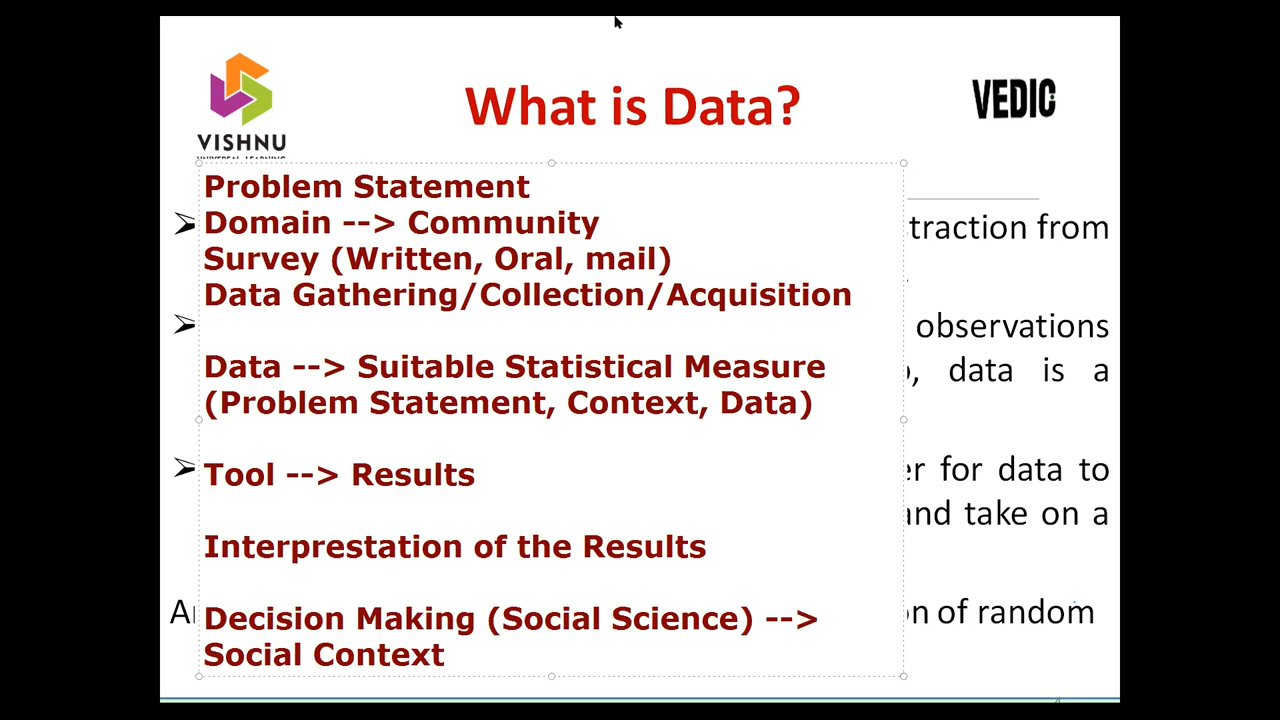 What is Data?
VEDIC
VISHNU
UNIVERSAL LEARNING
Problem Statement
Domain --> Community
traction from
Survey (Written, Oral, mail)
Data Gathering/Collection/Acquisition
observations
Data --> Suitable Statistical Measure
, data is a
(Problem Statement, Context, Data)
Tool --> Results
er for data to
and take on a
Interprestation of the Results
Decision Making (Social Science) -->
on of random
Social Context